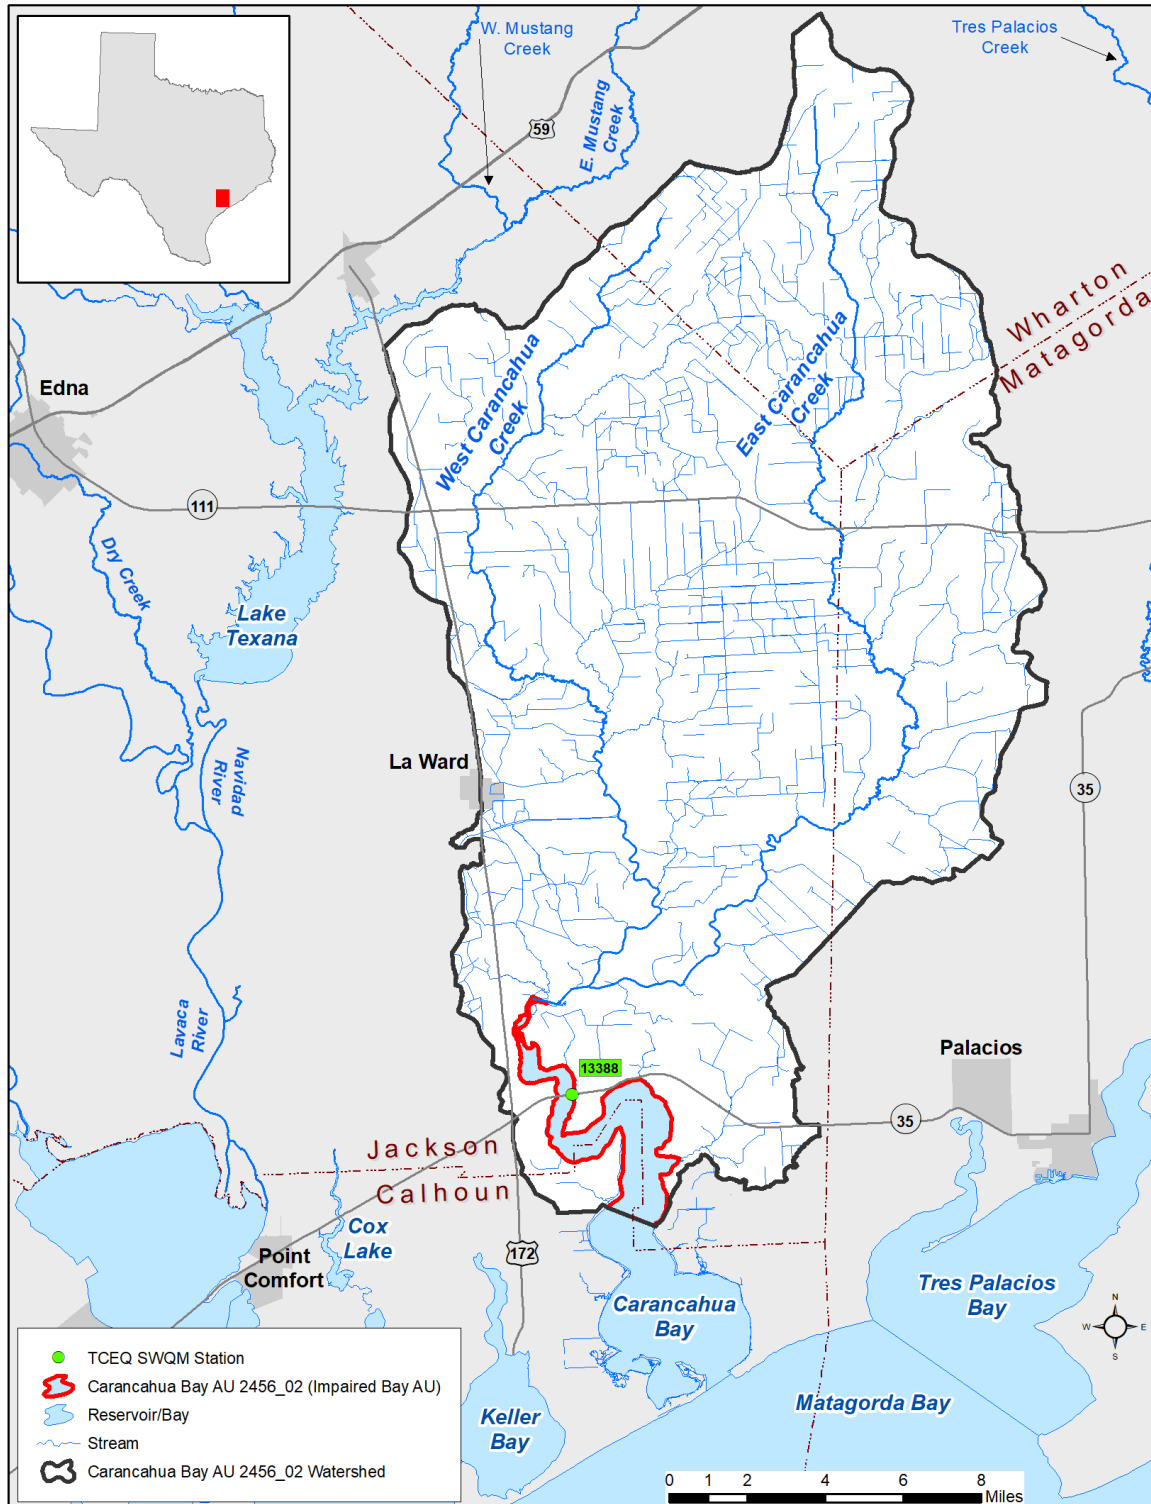 W. Mustang
Creek
Tres Palacios
Creek
59
E. Mustang
Creek
Wharton
Matagorda
West Carancahua
Creek
East Carancahua
Creek
Edna
111
Dry Creek
Lake
Texana
Navidad
River
La Ward
35
Lavaca
River
13388
Palacios
35
Jackson
Calhoun
Cox
Lake
172
Point
Comfort
Carancahua
Bay
Tres Palacios
Bay
Keller
Bay
Matagorda Bay
N
W
E
S
TCEQ SWQM Station
Carancahua Bay AU 2456_02 (Impaired Bay AU)
Reservoir/Bay
Stream
Carancahua Bay AU 2456_02 Watershed
0 1 2 4 6 8
Miles